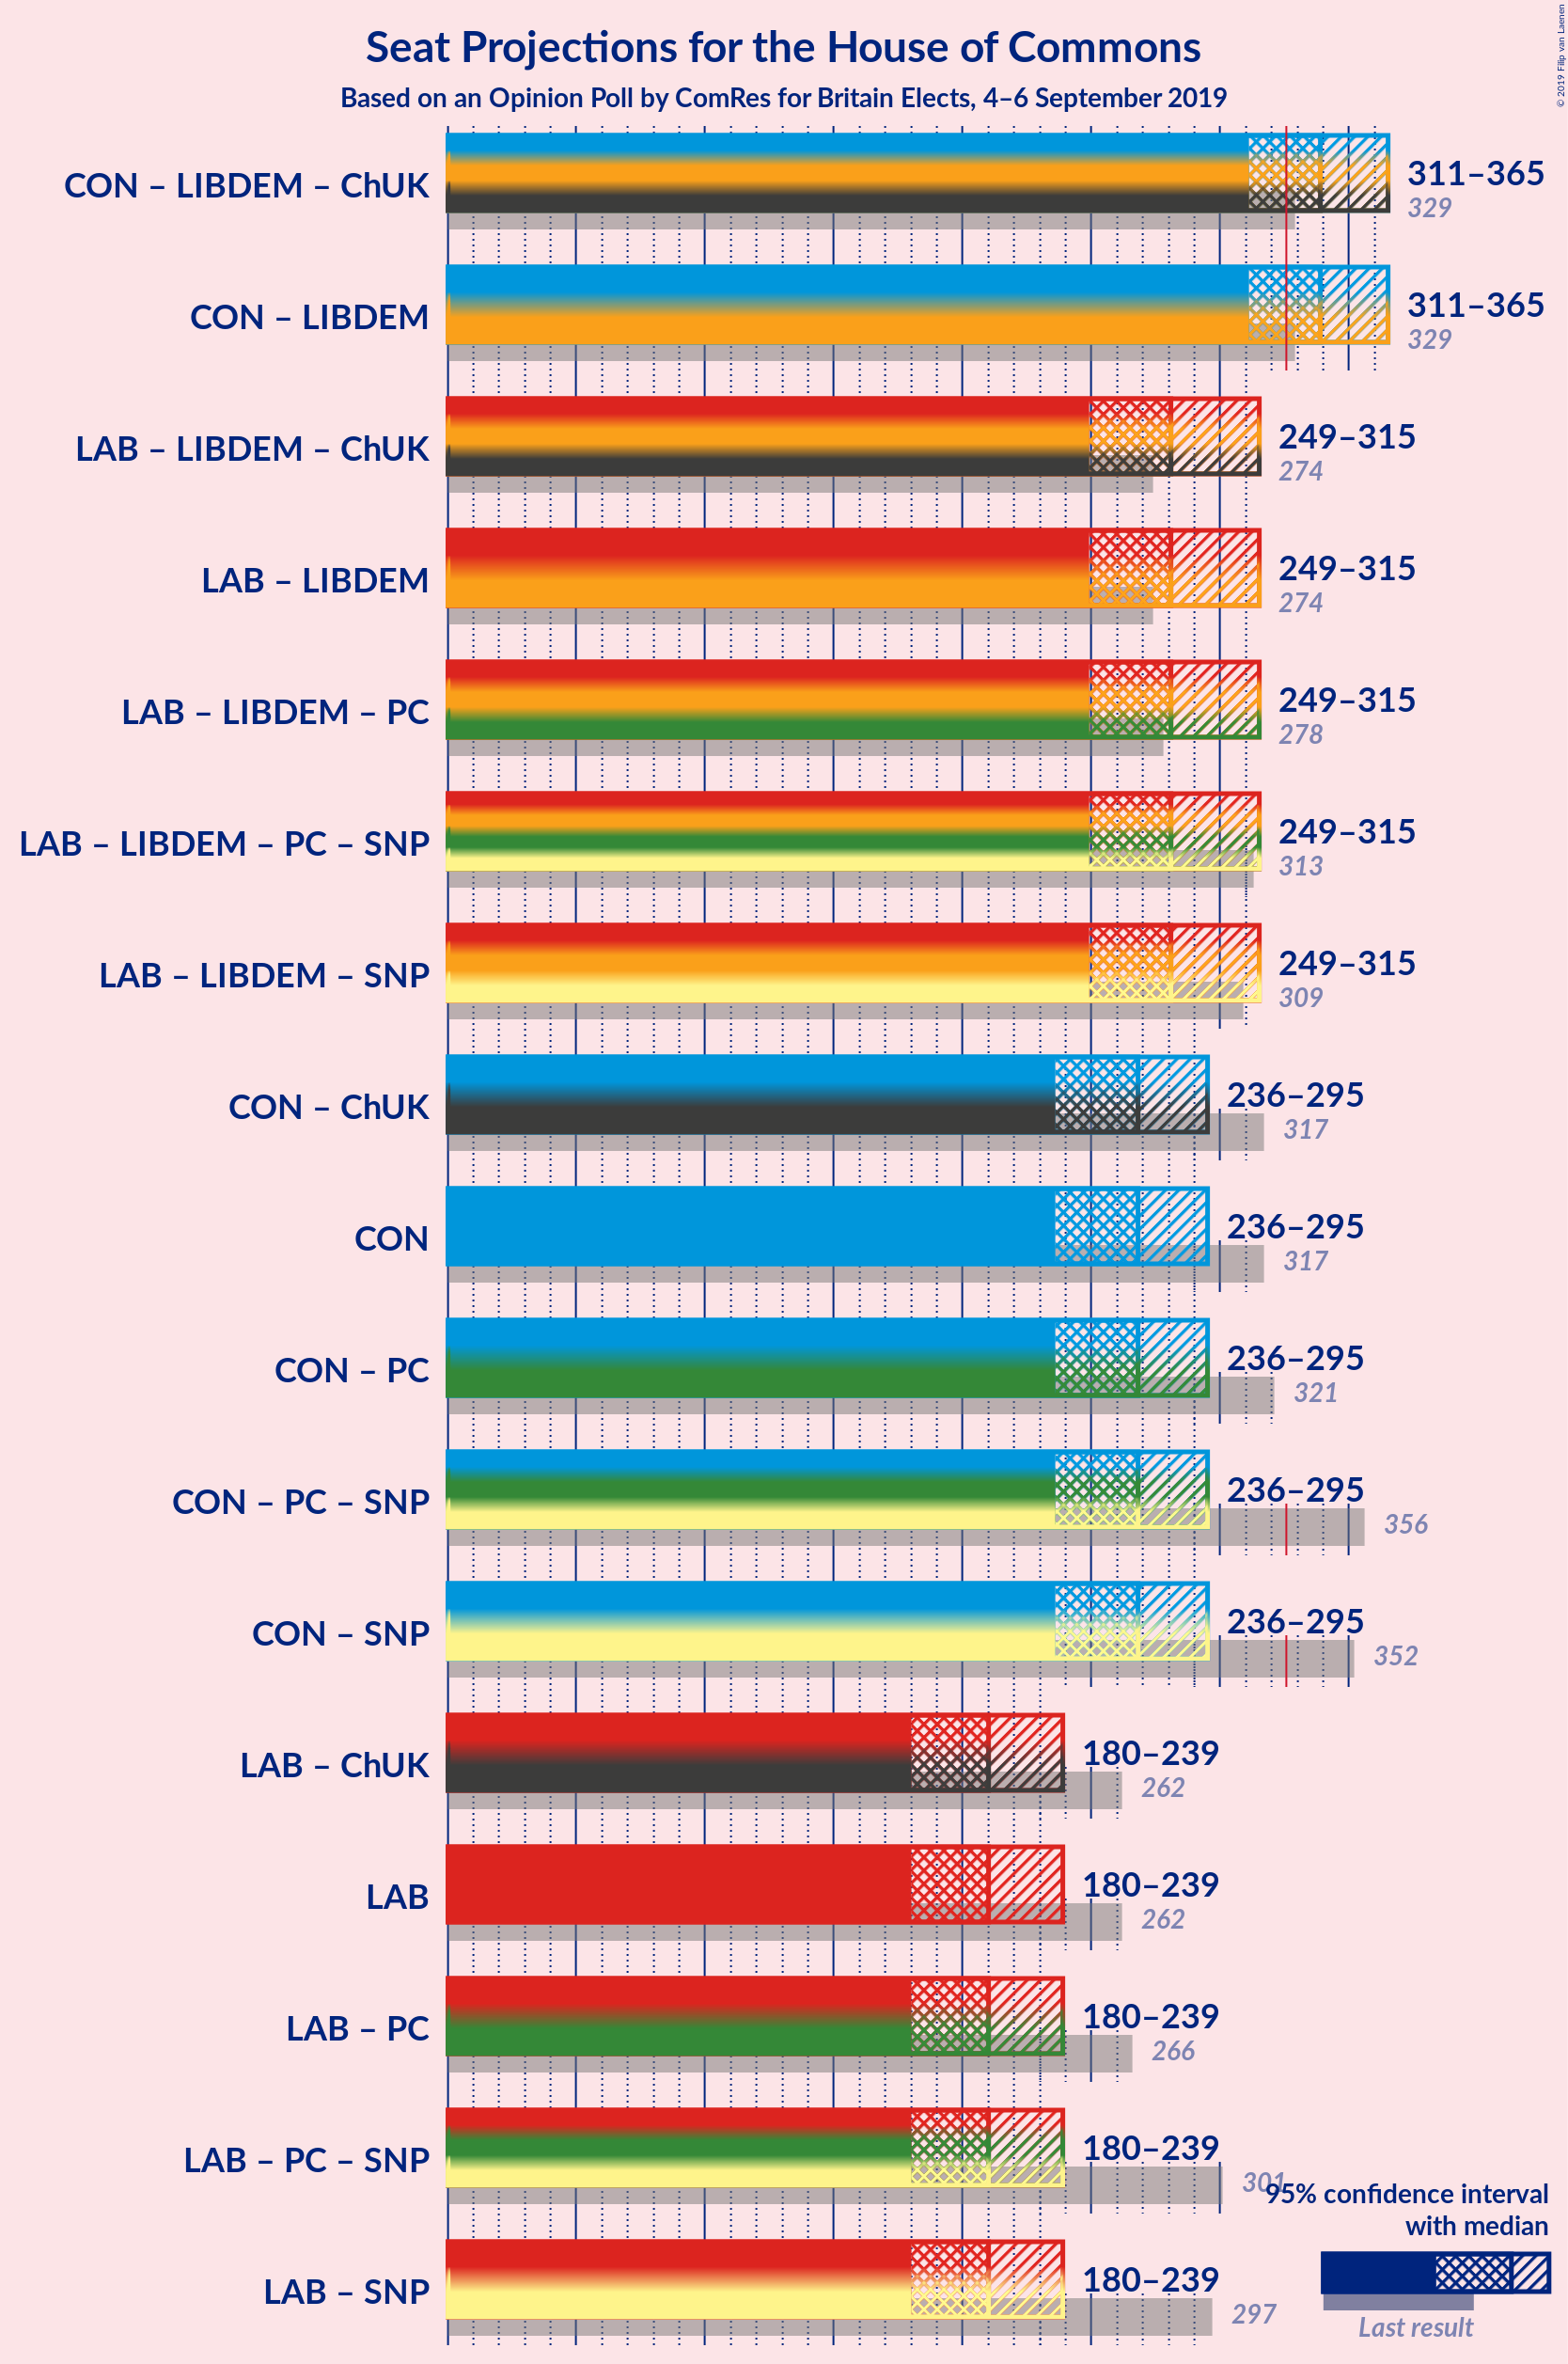 Seat Projections for the House of Commons
Based on an Opinion Poll by ComRes for Britain Elects, 4–6 September 2019
© 2019 Filip van Laenen
CON – LIBDEM – ChUK
311–365
329
CON – LIBDEM
311–365
329
LAB – LIBDEM – ChUK
249–315
274
LAB – LIBDEM
249–315
274
LAB – LIBDEM – PC
249–315
278
LAB – LIBDEM – PC – SNP
249–315
313
LAB – LIBDEM – SNP
249–315
309
CON – ChUK
236–295
317
CON
236–295
317
CON – PC
236–295
321
CON – PC – SNP
236–295
356
CON – SNP
236–295
352
LAB – ChUK
180–239
262
LAB
180–239
262
LAB – PC
180–239
266
LAB – PC – SNP
180–239
301
LAB – SNP
180–239
297
95% confidence interval
with median
Last result